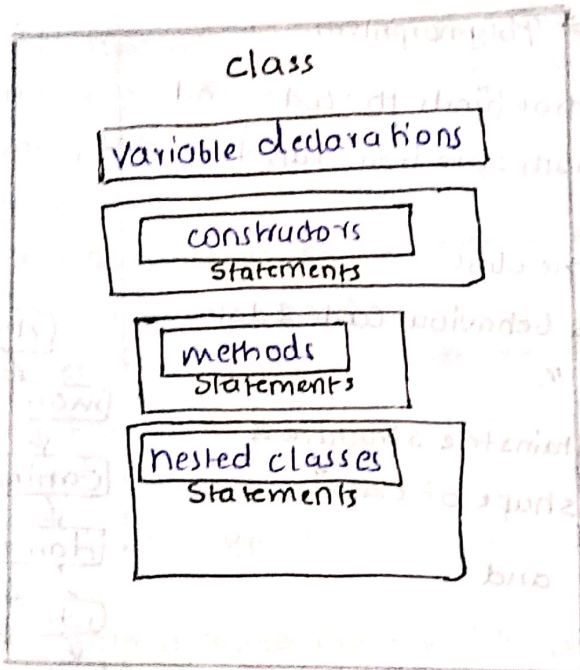 class
Variable declarations
constructors
Statements
methods
Statements
nested classes
Statements